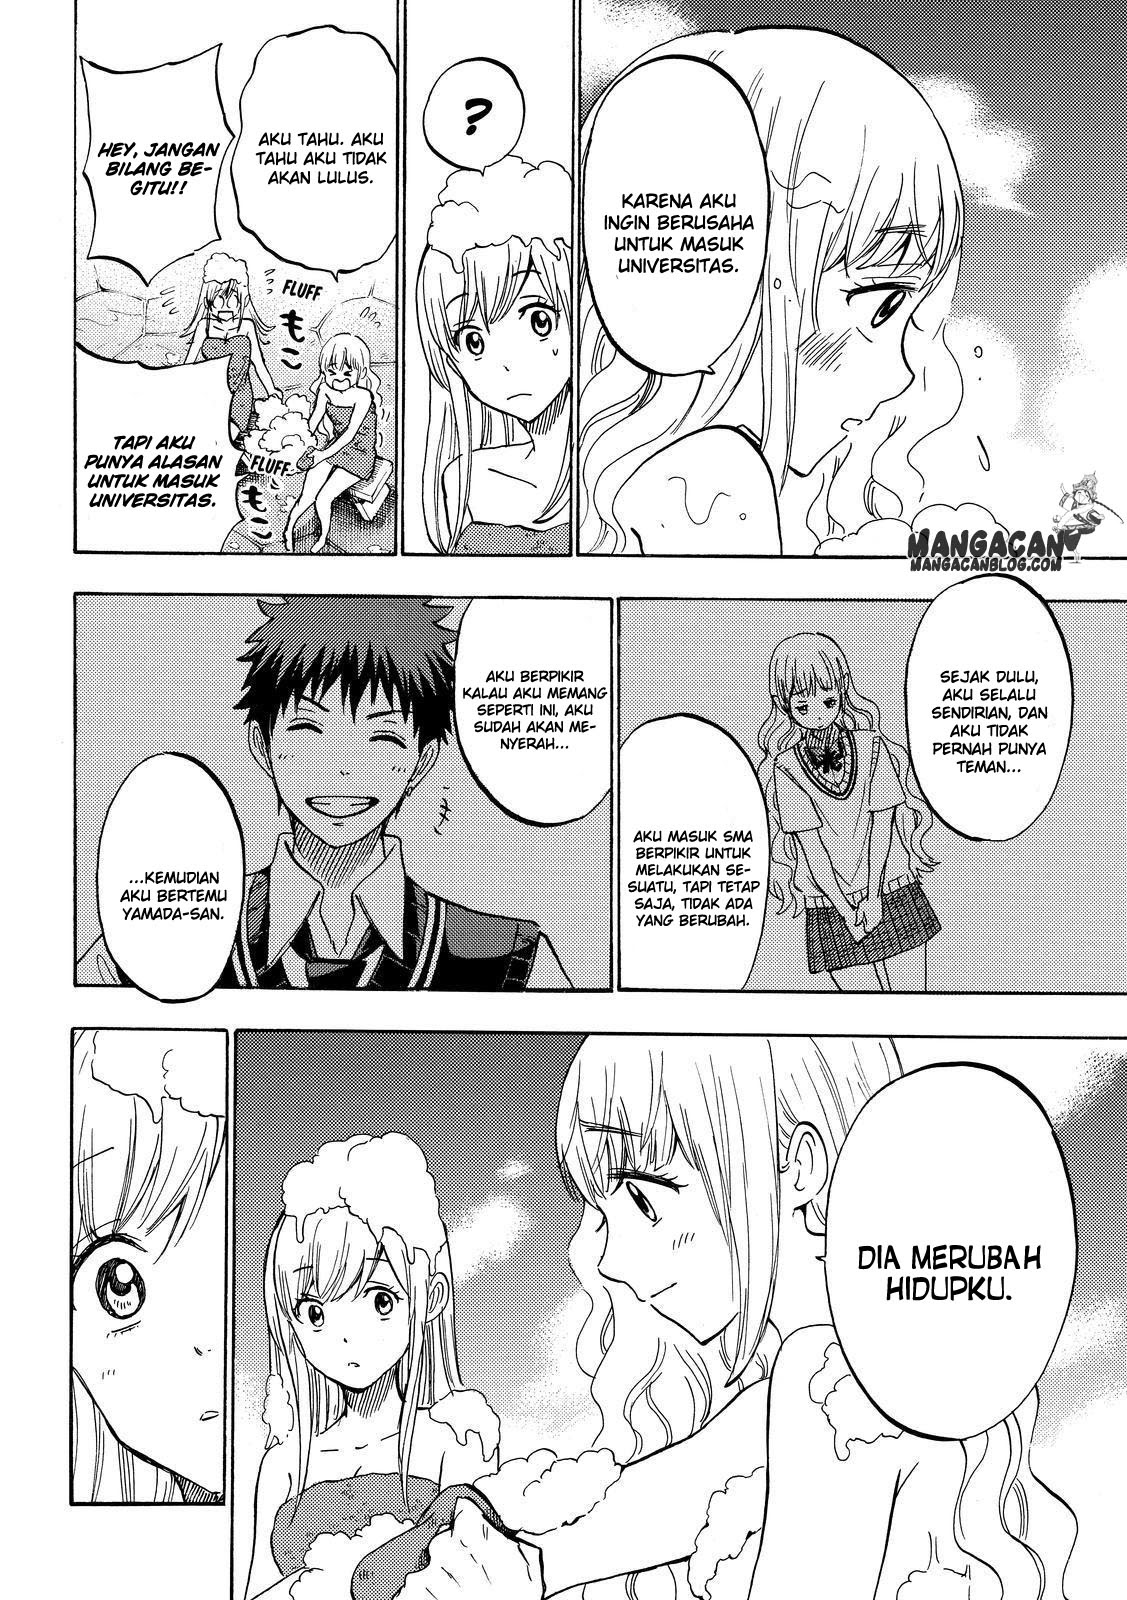 KARENA AKU
INGIN BERUSAHA
UNTUK MASUK
UNIVERSITAS.
?
AKU TAHU. AKU
TAHU AKU TIDAK
AKAN LULUS.
HEY, JANGAN
BILANG BE-
GITU!!
FLUFF
もこ
FLUFF
もこ
TAPI AKU
PUNYA ALASAN
UNTUK MASUK
UNIVERSITAS.
MANGACAN
MANGACANBLOG.COM
SEJAK DULU,
AKU SELALU
SENDIRIAN, DAN
AKU TIDAK
PERNAH PUNYA
TEMAN...
AKU MASUK SMA
BERPIKIR UNTUK
MELAKUKAN SE-
SUATU, TAPI TETAP
SAJA, TIDAK ADA
YANG BERUBAH.
AKU BERPIKIR
KALAU AKU MEMANG
SEPERTI INI, AKU
SUDAH AKAN ME-
NYERAH...
...KEMUDIAN
AKU BERTEMU
YAMADA-SAN.
DIA MERUBAH
HIDUPKU.